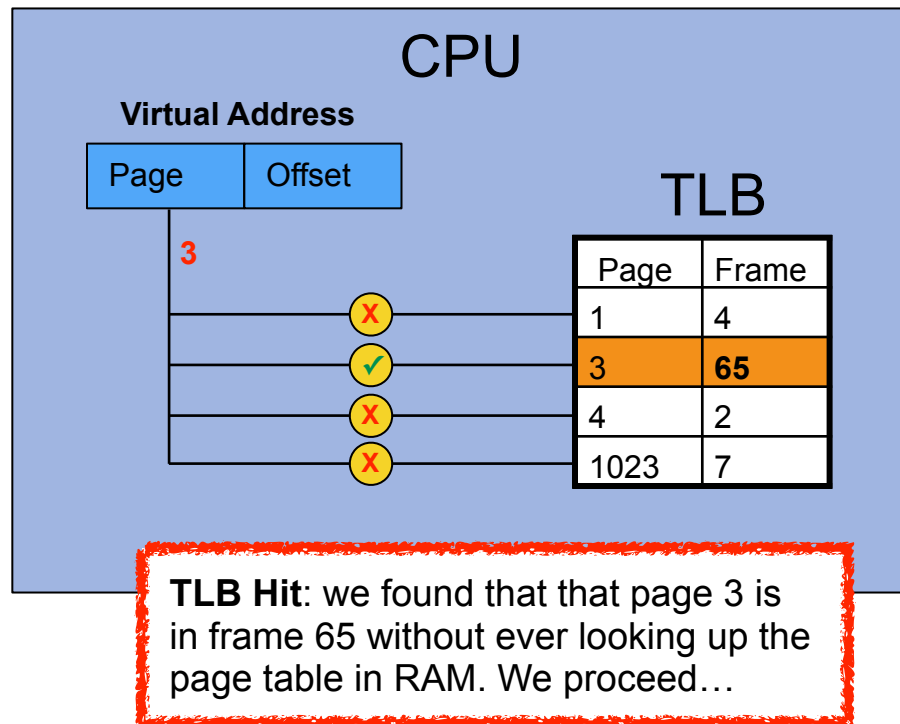 CPU
Virtual Address
Page Offset
TLB
3
Page Frame
X
1 4
✓
3 65
X
4 2
X
1023 7
TLB Hit: we found that that page 3 is
in frame 65 without ever looking up the
page table in RAM. We proceed…